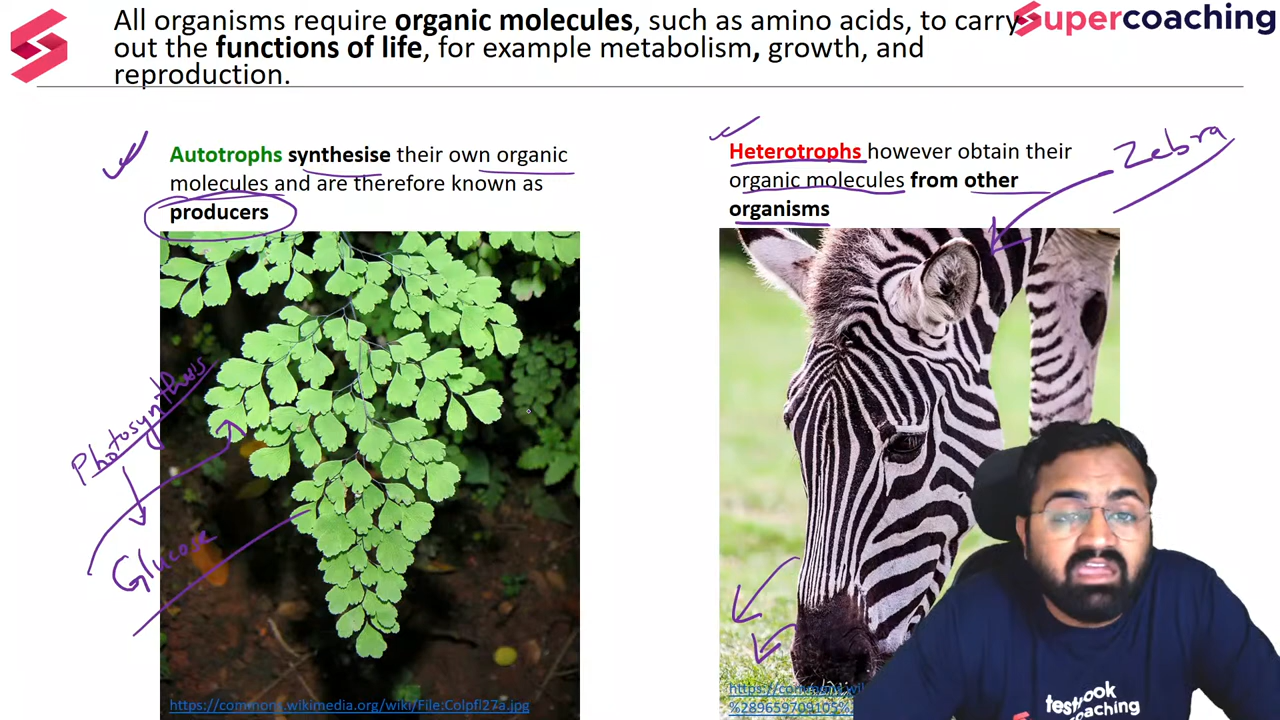 All organisms require organic molecules, such as amino acids, to carry
out the functions of life, for example metabolism, growth, and
reproduction.
Supercoaching
Autotrophs synthesise their own organic
molecules and are therefore known as
producers
Heterotrophs however obtain their
organic molecules from other
organisms
Zebra
Photosynthesis
Glucose
https://commons.wikimedia.org/wiki/File:Colpfl27a.jpg
%289659709105%
testbook
coaching